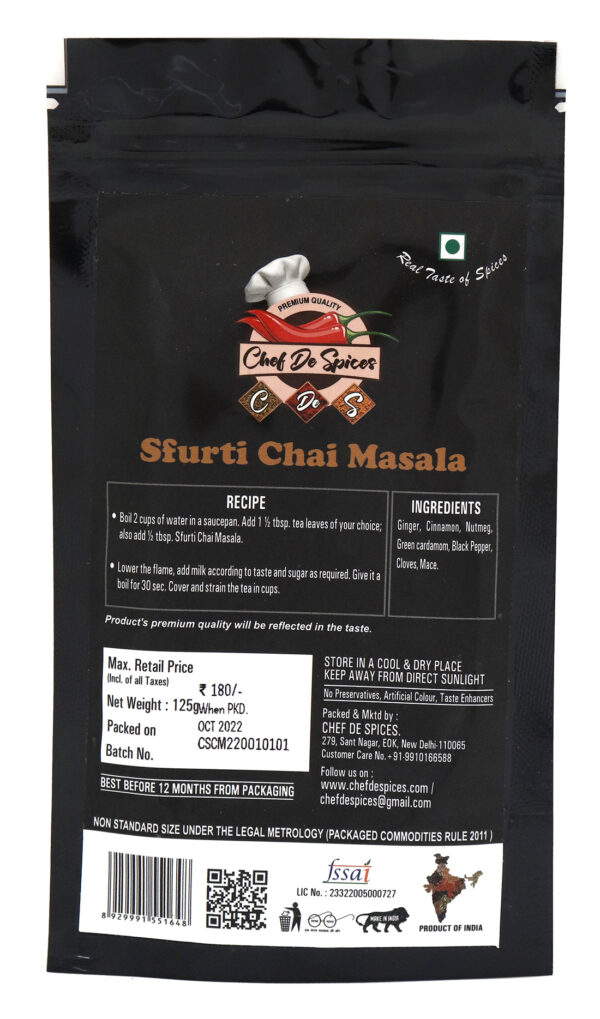 Real Taste of Spices
PREMIUM QUALITY
Chef De Spices
C De S
Sfurti Chai Masala
RECIPE
• Boil 2 cups of water in a saucepan. Add 1 ½ tbsp. tea leaves of your choice;
also add ½ tbsp. Sfurti Chai Masala.
• Lower the flame, add milk according to taste and sugar as required. Give it a
boil for 30 sec. Cover and strain the tea in cups.
INGREDIENTS
Ginger, Cinnamon, Nutmeg,
Green cardamom, Black Pepper,
Cloves, Mace.
Product's premium quality will be reflected in the taste.
Max. Retail Price
(Incl. of all Taxes)
₹ 180/-
Net Weight : 125g When PKD.
Packed on OCT 2022
Batch No. CSCM220010101
BEST BEFORE 12 MONTHS FROM PACKAGING
STORE IN A COOL & DRY PLACE
KEEP AWAY FROM DIRECT SUNLIGHT
No Preservatives, Artificial Colour, Taste Enhancers
Packed & Mktd by :
CHEF DE SPICES.
279, Sant Nagar, EOK, New Delhi-110065
Customer Care No. +91-9910166588
Follow us on :
www.chefdespices.com /
chefdespices@gmail.com
NON STANDARD SIZE UNDER THE LEGAL METROLOGY (PACKAGED COMMODITIES RULE 2011 )
8 929991 551648
fssai
LIC No. : 23322005000727
MAKE IN INDIA
PRODUCT OF INDIA